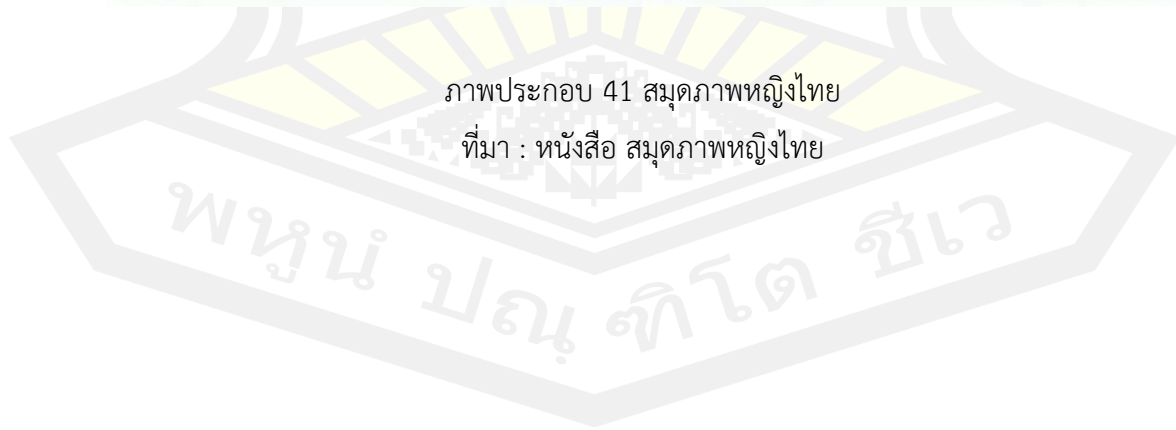 ภาพประกอบ 41 สมุดภาพหญิงไทย
ที่มา : หนังสือ สมุดภาพหญิงไทย
พหูนํ ปณฺฑิโต ชีเว